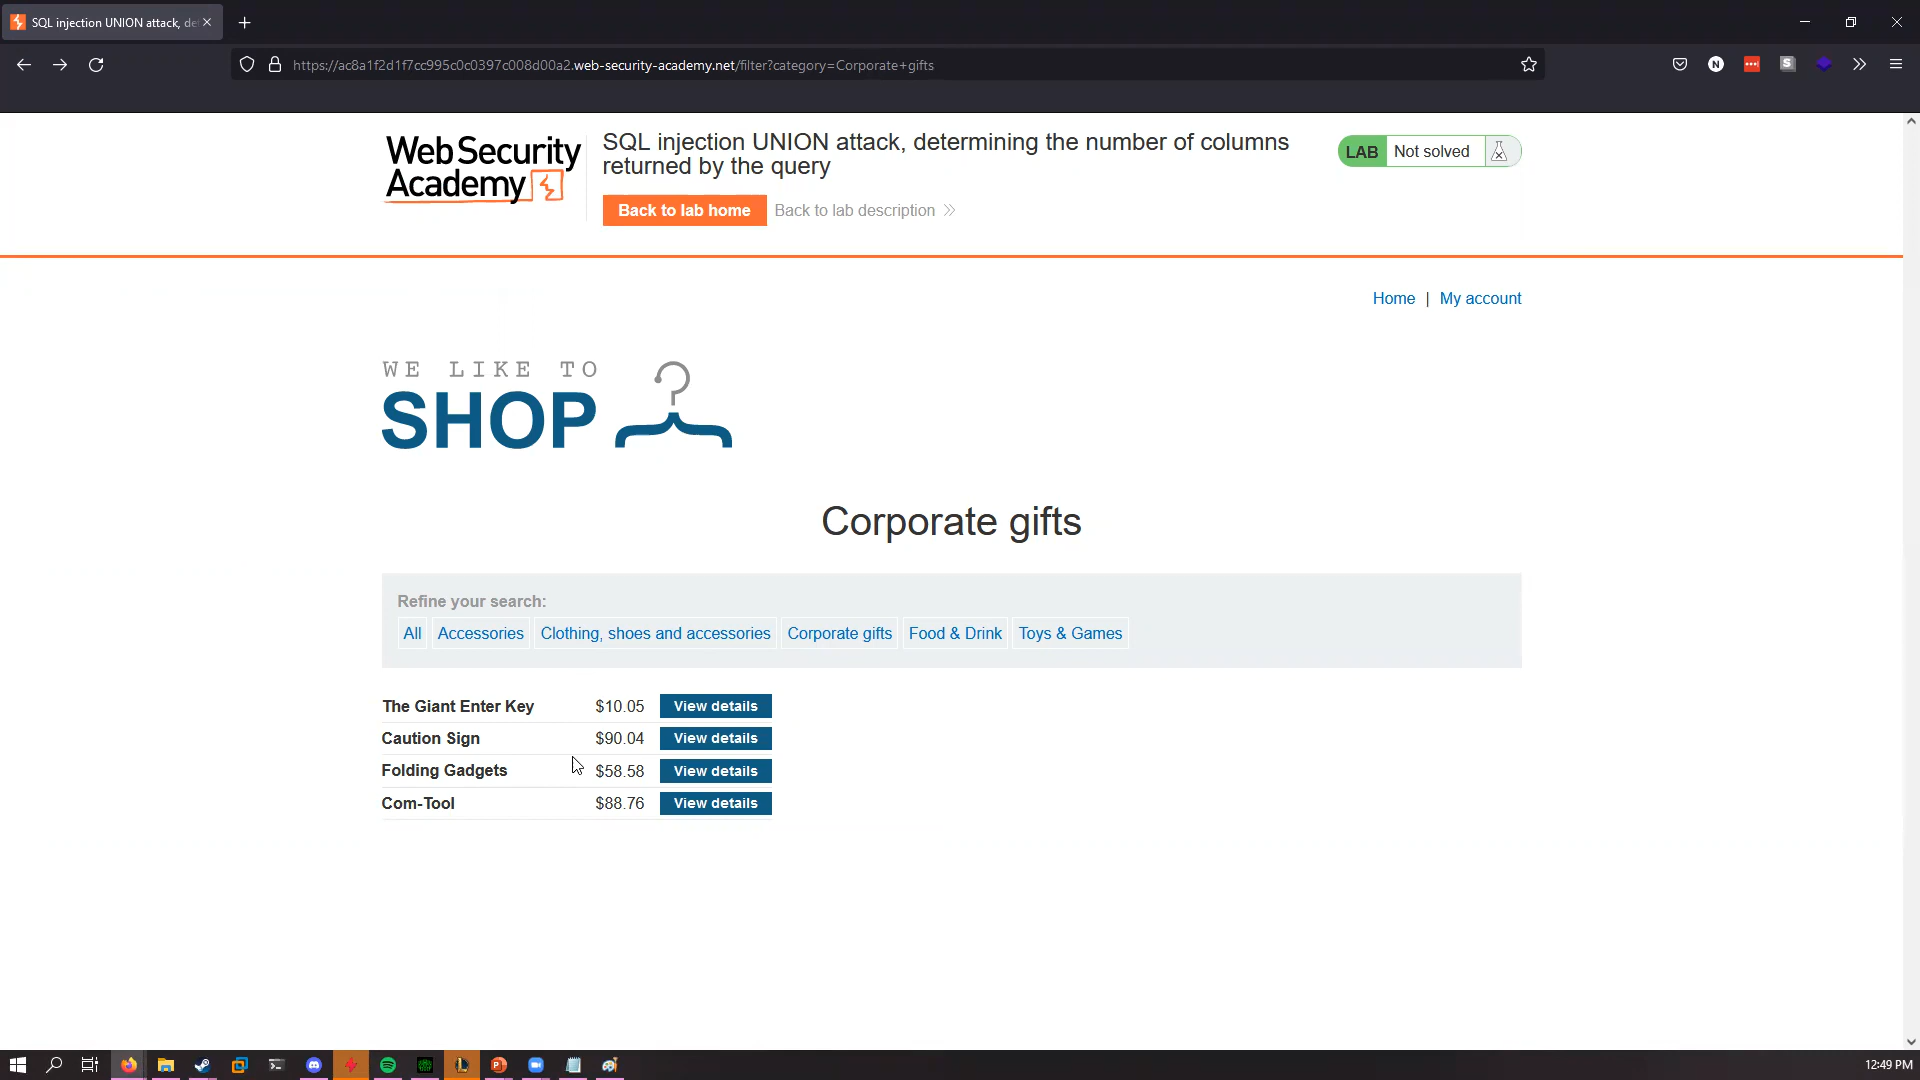 SQL injection UNION attack, de
https://ac8a1f2d1f7cc995c0c0397c008d00a2.web-security-academy.net/filter?category=Corporate+gifts
Web Security
Academy
SQL injection UNION attack, determining the number of columns
returned by the query
Back to lab home
Back to lab description
LAB
Not solved
Home | My account
WE LIKE TO
SHOP
Corporate gifts
Refine your search:
All
Accessories
Clothing, shoes and accessories
Corporate gifts
Food & Drink
Toys & Games
The Giant Enter Key $10.05 View details
Caution Sign $90.04 View details
Folding Gadgets $58.58 View details
Com-Tool $88.76 View details
12:49 PM